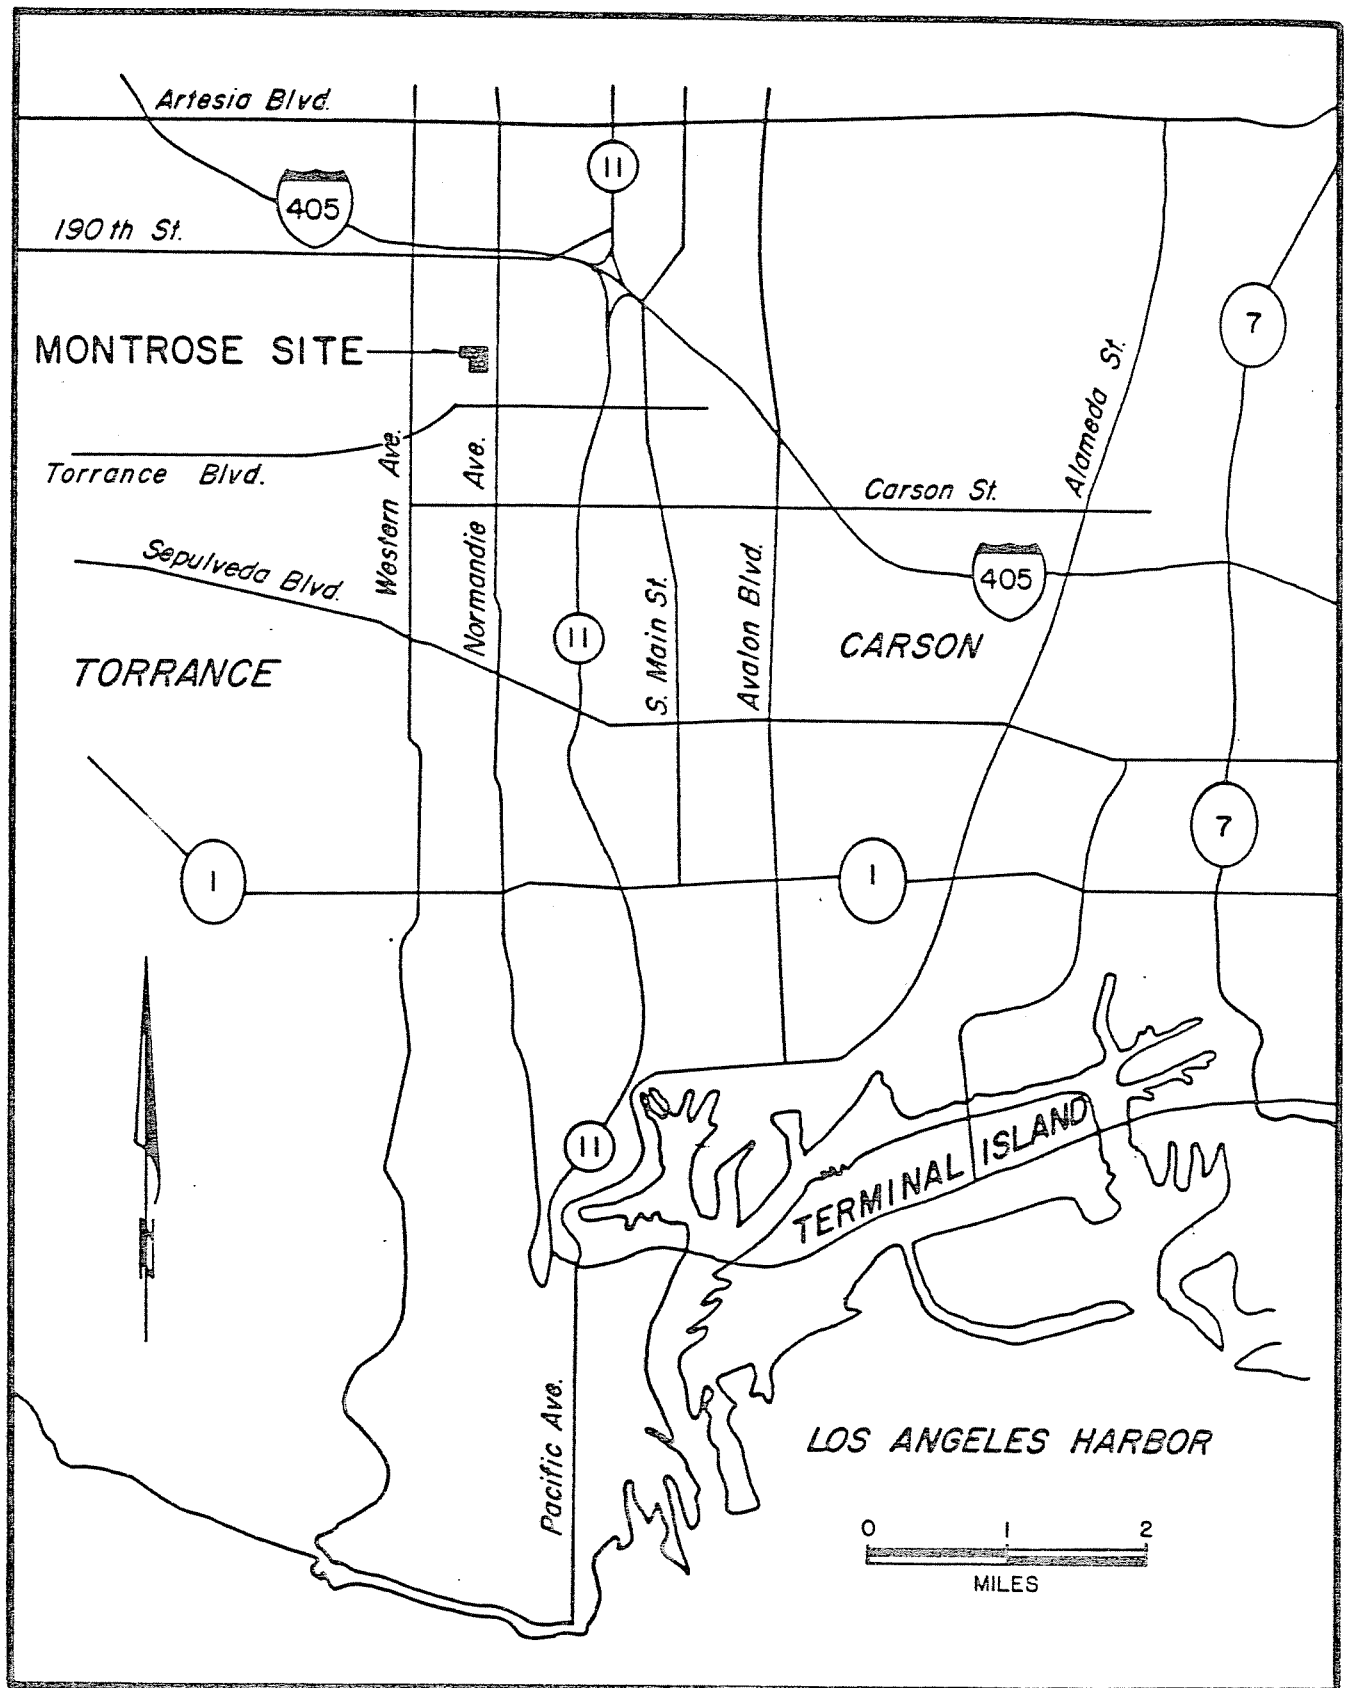 Artesia Blvd.
11
405
190th St.
7
MONTROSE SITE
Alameda St.
Western Ave.
Normandie Ave.
Torrance Blvd.
Carson St.
Sepulveda Blvd.
405
11
S. Main St.
Avalon Blvd.
CARSON
TORRANCE
7
1
1
N
11
TERMINAL ISLAND
Pacific Ave.
LOS ANGELES HARBOR
0 1 2
MILES